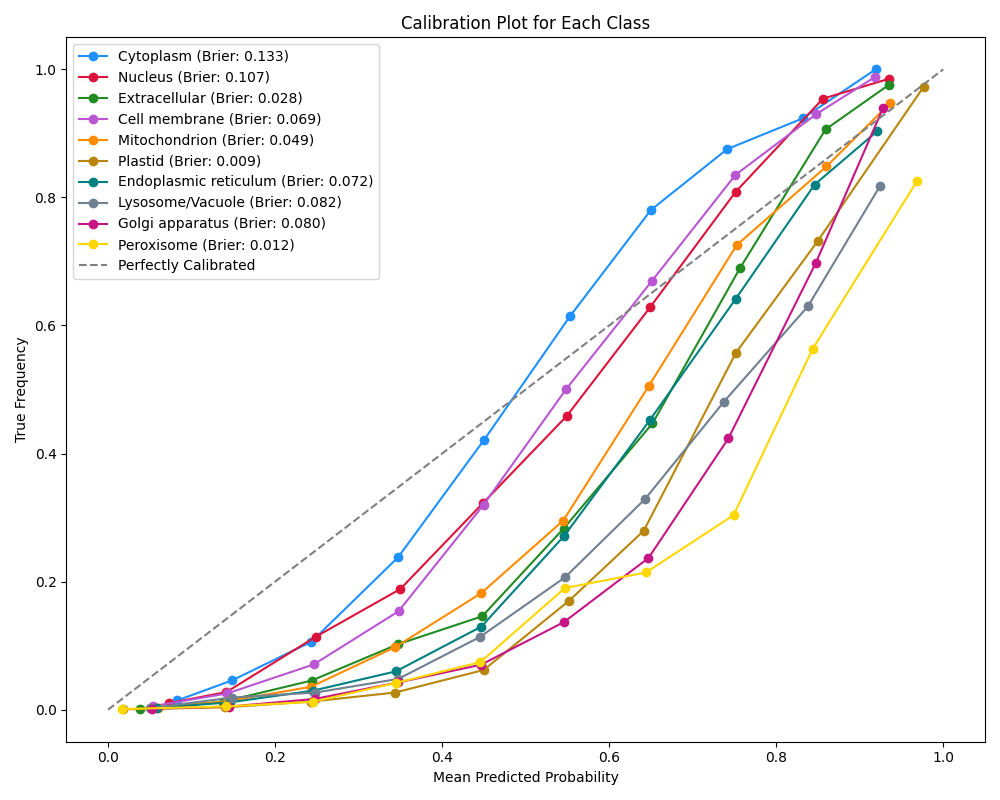 Calibration Plot for Each Class
Cytoplasm (Brier: 0.133)
Nucleus (Brier: 0.107)
Extracellular (Brier: 0.028)
Cell membrane (Brier: 0.069)
Mitochondrion (Brier: 0.049)
Plastid (Brier: 0.009)
Endoplasmic reticulum (Brier: 0.072)
Lysosome/Vacuole (Brier: 0.082)
Golgi apparatus (Brier: 0.080)
Peroxisome (Brier: 0.012)
Perfectly Calibrated
True Frequency
1.0
0.8
0.6
0.4
0.2
0.0
0.0 0.2 0.4 0.6 0.8 1.0
Mean Predicted Probability